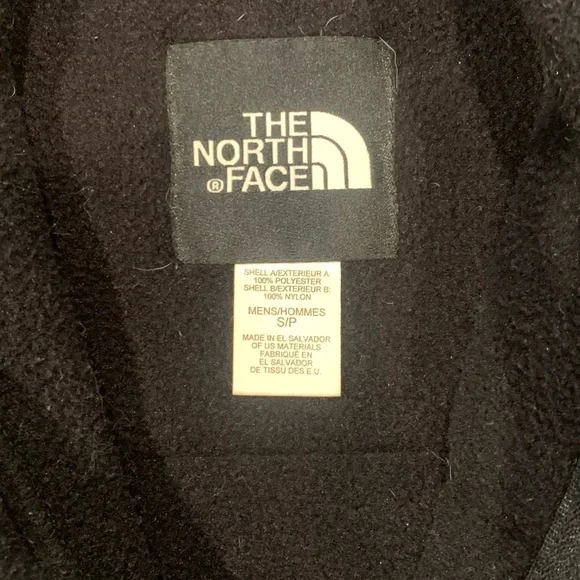 THE
NORTH
® FACE
SHELL A/EXTERIEUR A:
100% POLYESTER
SHELL B/EXTERIEUR B:
100% NYLON
MENS/HOMMES
S/P
MADE IN EL SALVADOR
OF US MATERIALS
FABRIQUÉ EN
EL SALVADOR
DE TISSU DES E.U.